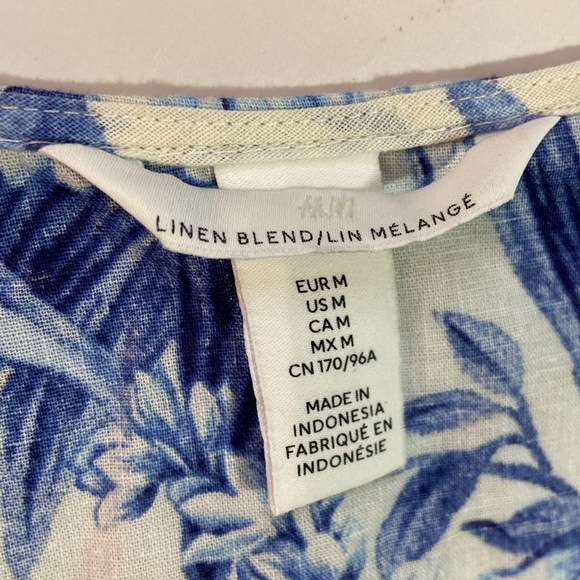 H&M
LINEN BLEND/LIN MÉLANGÉ
EUR M
US M
CA M
MX M
CN 170/96A
MADE IN
INDONESIA
FABRIQUÉ EN
INDONÉSIE